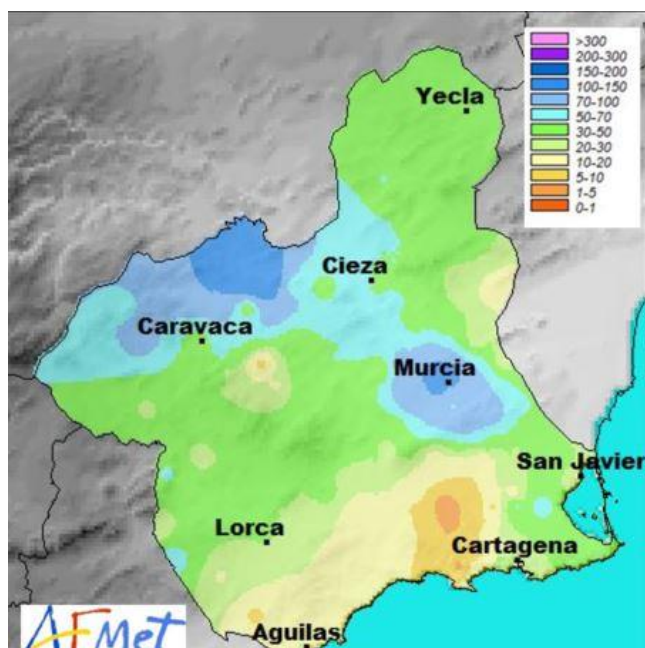 >300
200-300
150-200
100-150
70-100
50-70
30-50
20-30
10-20
5-10
1-5
0-1
Yecla
Cieza
Caravaca
Murcia
San Javier
Lorca
Cartagena
Aguilas
AEMet